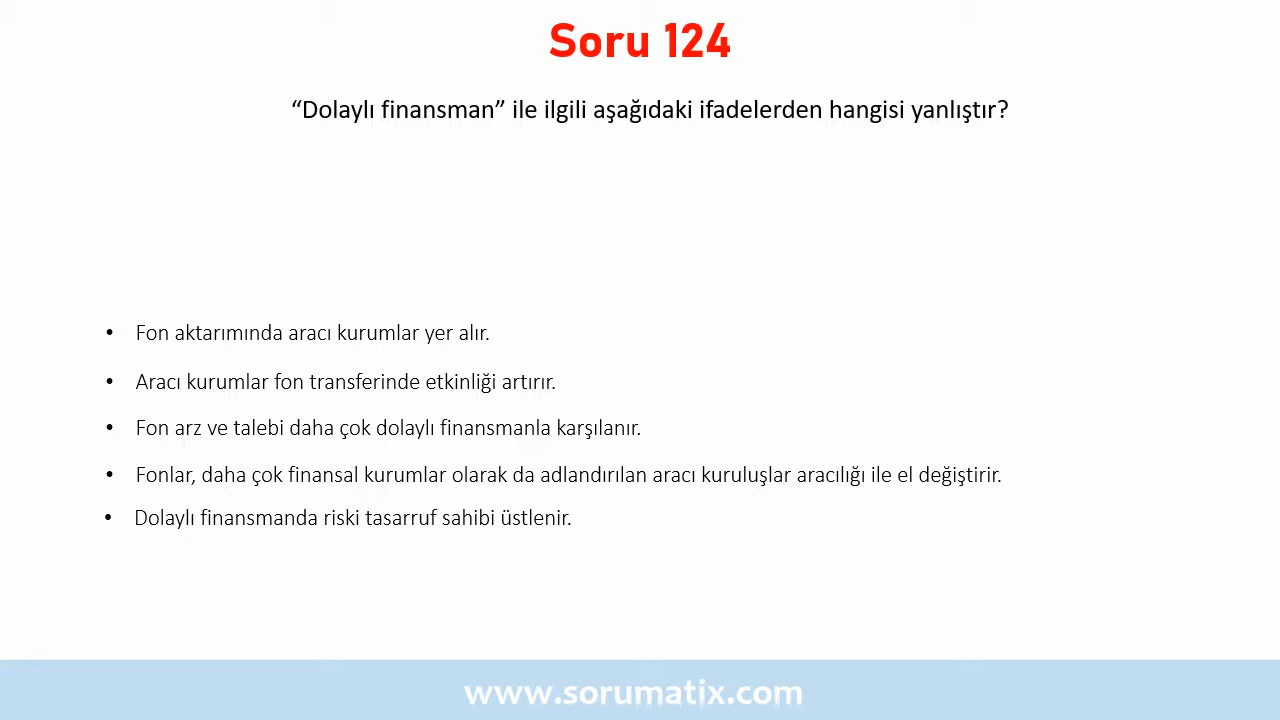 Soru 124
“Dolaylı finansman” ile ilgili aşağıdaki ifadelerden hangisi yanlıştır?
• Fon aktarımında aracı kurumlar yer alır.
• Aracı kurumlar fon transferinde etkinliği artırır.
• Fon arz ve talebi daha çok dolaylı finansmanla karşılanır.
• Fonlar, daha çok finansal kurumlar olarak da adlandırılan aracı kuruluşlar aracılığı ile el değiştirir.
• Dolaylı finansmanda riski tasarruf sahibi üstlenir.
www.sorumatix.com